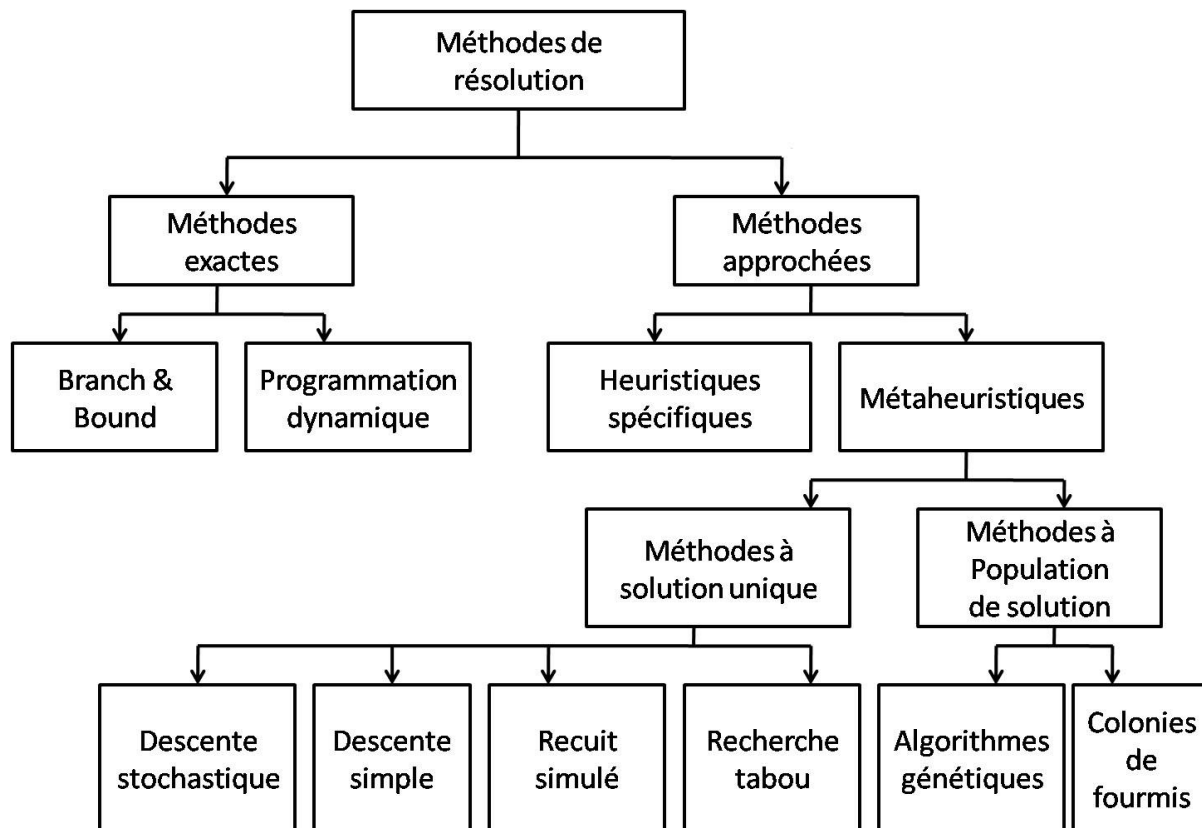 Méthodes de
résolution
Méthodes
exactes
Méthodes
approchées
Branch &
Bound
Programmation
dynamique
Heuristiques
spécifiques
Métaheuristiques
Méthodes à
solution unique
Méthodes à
Population
de solution
Descente
stochastique
Descente
simple
Recuit
simulé
Recherche
tabou
Algorithmes
génétiques
Colonies
de
fourmis